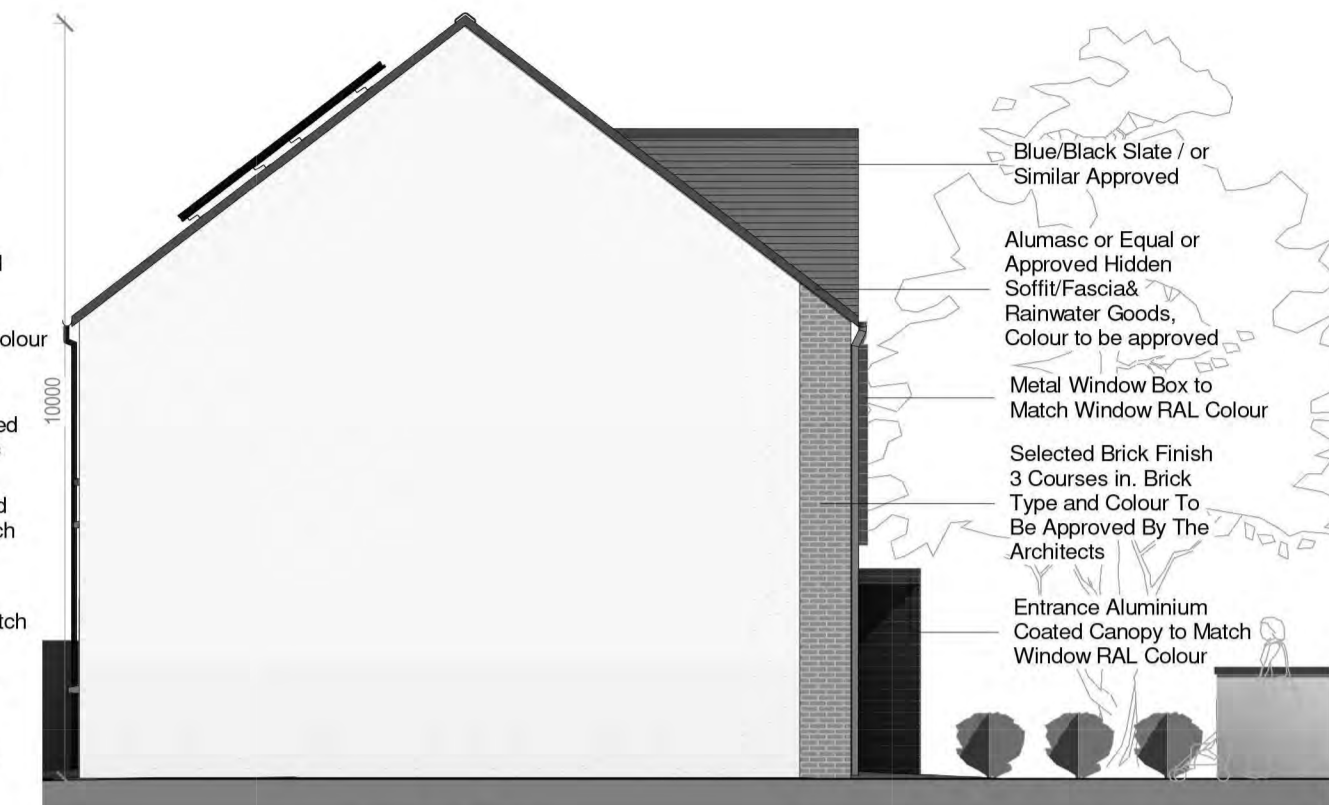 olour
10000
ed
ch
tch
Blue/Black Slate / or
Similar Approved
Alumasc or Equal or
Approved Hidden
Soffit/Fascia&
Rainwater Goods,
Colour to be approved
Metal Window Box to
Match Window RAL Colour
Selected Brick Finish
3 Courses in. Brick
Type and Colour To
Be Approved By The
Architects
Entrance Aluminium
Coated Canopy to Match
Window RAL Colour